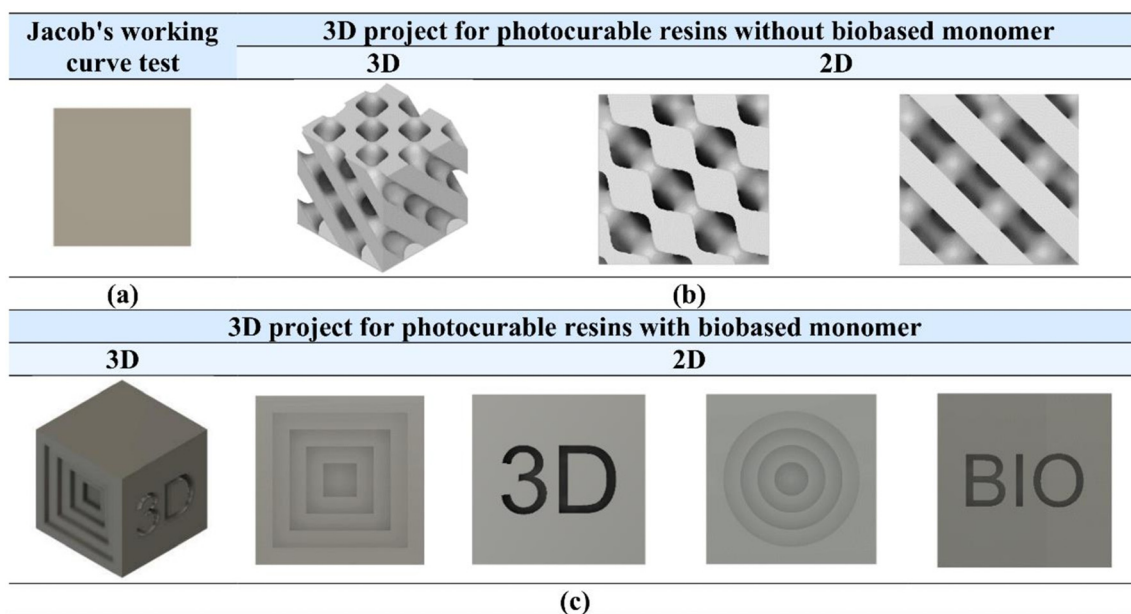 Jacob's working
curve test
3D project for photocurable resins without biobased monomer
3D
2D
(a)
(b)
3D project for photocurable resins with biobased monomer
3D
2D
3D
3D
BIO
(c)